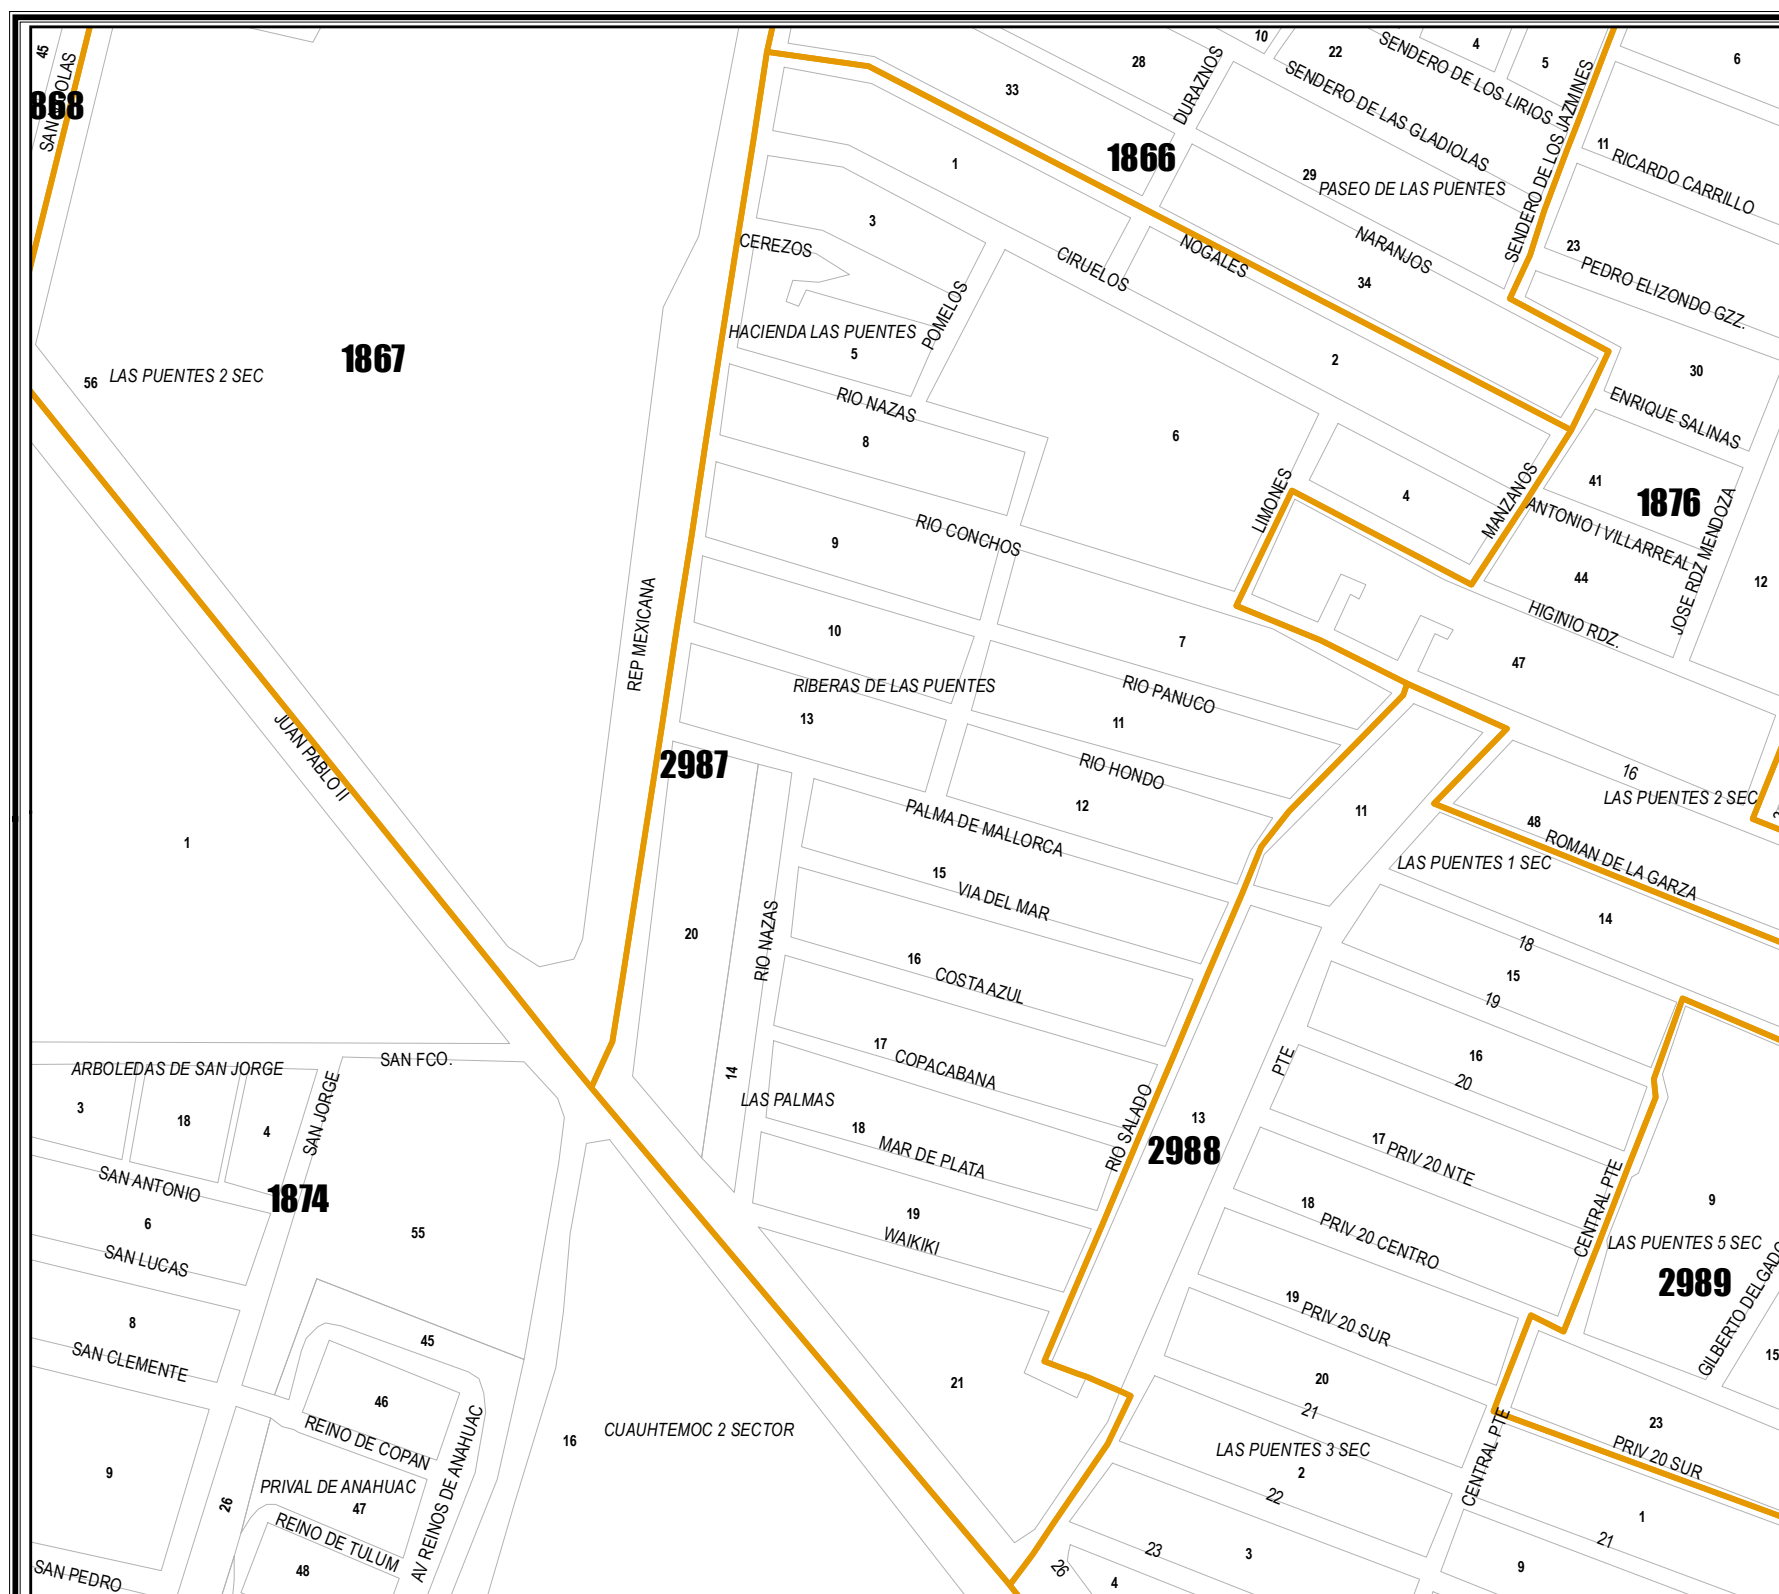 45
SAN NICOLAS
868
10
22
4
5
6
28
33
DURAZNOS
SENDERO DE LOS LIRIOS
SENDERO DE LAS GLADIOLAS
SENDERO DE LOS JAZMINES
1866
1
11
RICARDO CARRILLO
29
PASEO DE LAS PUENTES
3
CEREZOS
CIRUELOS
NOGALES
NARANJOS
34
23
PEDRO ELIZONDO GZZ.
POMELOS
HACIENDA LAS PUENTES
5
1867
56
LAS PUENTES 2 SEC
2
30
RIO NAZAS
ENRIQUE SALINAS
8
6
LIMONES
4
MANZANOS
41
1876
ANTONIO I VILLARREAL
JOSE RDZ MENDOZA
9
RIO CONCHOS
44
12
HIGINIO RDZ.
REP MEXICANA
10
7
47
RIBERAS DE LAS PUENTES
RIO PANUCO
13
11
JUAN PABLO II
2987
RIO HONDO
16
LAS PUENTES 2 SEC
12
11
PALMA DE MALLORCA
48
ROMAN DE LA GARZA
1
LAS PUENTES 1 SEC
15
VIA DEL MAR
14
20
RIO NAZAS
18
16
COSTA AZUL
15
19
17
COPACABANA
16
20
PTE
SAN FCO.
ARBOLEDAS DE SAN JORGE
14
SAN JORGE
3
18
4
LAS PALMAS
RIO SALADO
13
18
MAR DE PLATA
2988
17
PRIV 20 NTE
CENTRAL PTE
SAN ANTONIO
1874
9
19
WAIKIKI
18
PRIV 20 CENTRO
6
55
LAS PUENTES 5 SEC
SAN LUCAS
2989
GILBERTO DELGADO
19
PRIV 20 SUR
8
45
SAN CLEMENTE
15
21
20
46
21
REINO DE COPAN
AV REINOS DE ANAHUAC
16
CUAUHTEMOC 2 SECTOR
LAS PUENTES 3 SEC
23
PRIV 20 SUR
9
2
CENTRAL PTE
PRIVAL DE ANAHUAC
22
26
47
1
REINO DE TULUM
21
23
3
26
9
SAN PEDRO
48
4